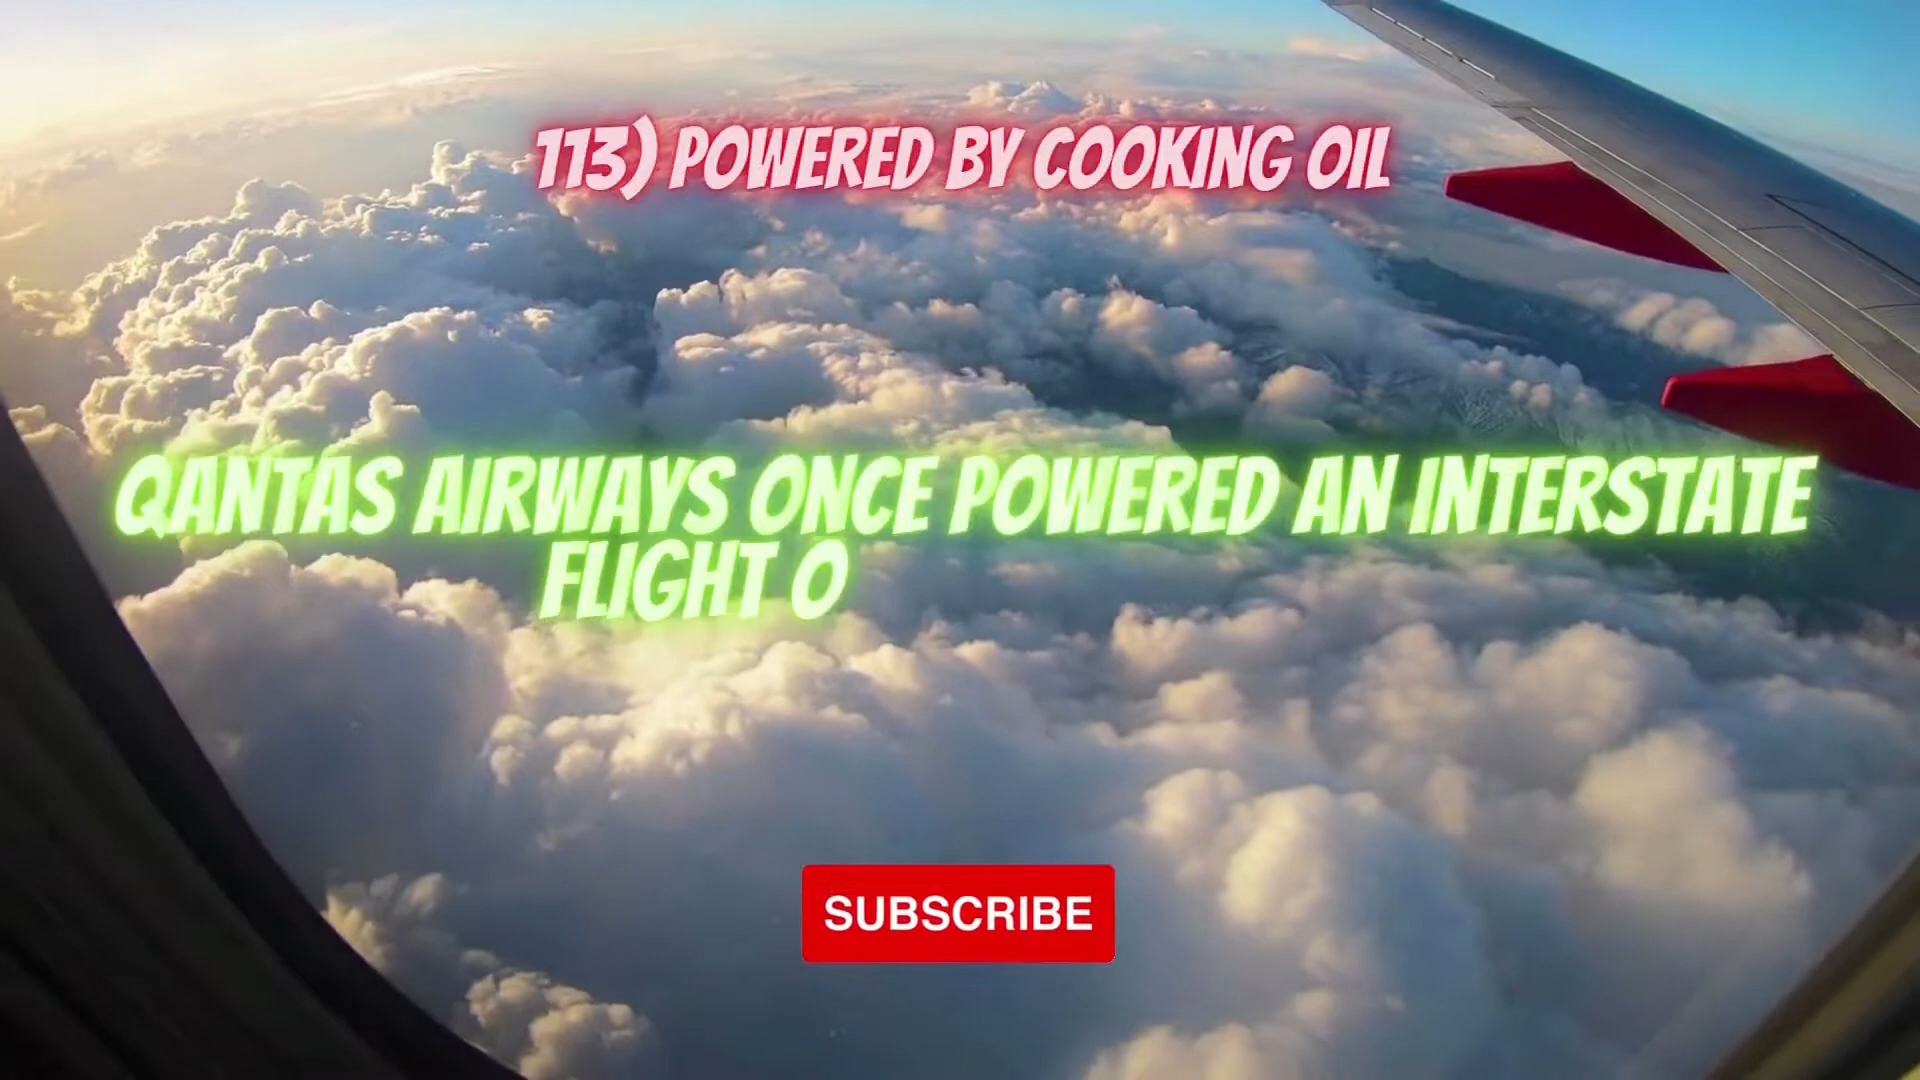 113) POWERED BY COOKING OIL
QANTAS AIRWAYS ONCE POWERED AN INTERSTATE
FLIGHT O
SUBSCRIBE